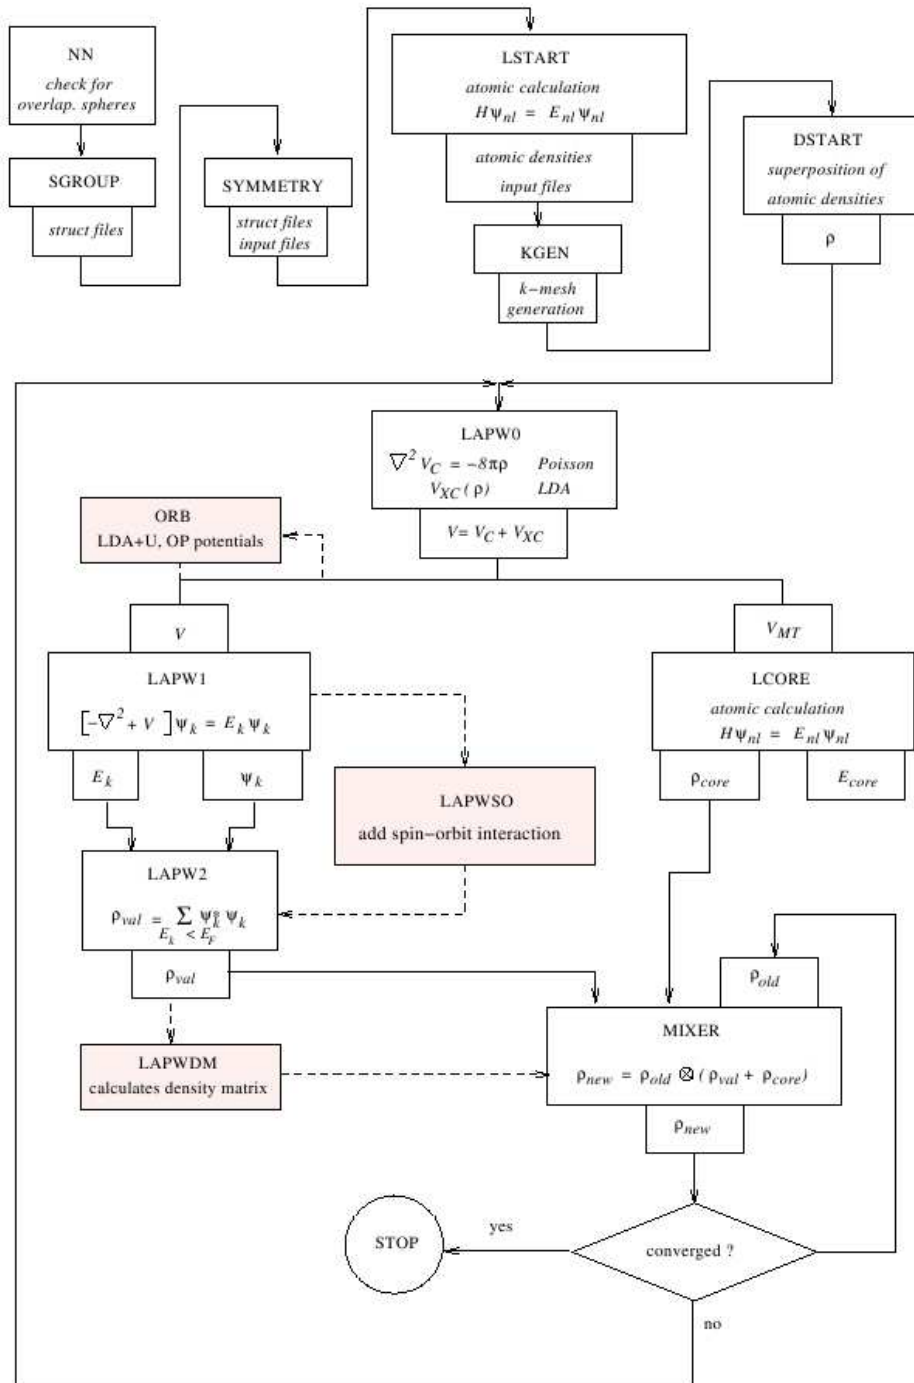 NN
check for
overlap. spheres
SGROUP
struct files
SYMMETRY
struct files
input files
LSTART
atomic calculation
Hψnl = Enl ψnl
atomic densities
input files
KGEN
k−mesh
generation
DSTART
superposition of
atomic densities
ρ
LAPW0
∇² VC = −8πρ Poisson
VXC(ρ) LDA
V= VC + VXC
ORB
LDA+U, OP potentials
V
LAPW1
[−∇² + V ]ψk = Ek ψk
Ek
ψk
VMT
LCORE
atomic calculation
Hψnl = Enl ψnl
ρcore
Ecore
LAPWSO
add spin−orbit interaction
LAPW2
ρval = Σ ψk* ψk
Ek < EF
ρval
LAPWDM
calculates density matrix
ρold
MIXER
ρnew = ρold ⊗ (ρval + ρcore)
ρnew
STOP
yes
converged ?
no